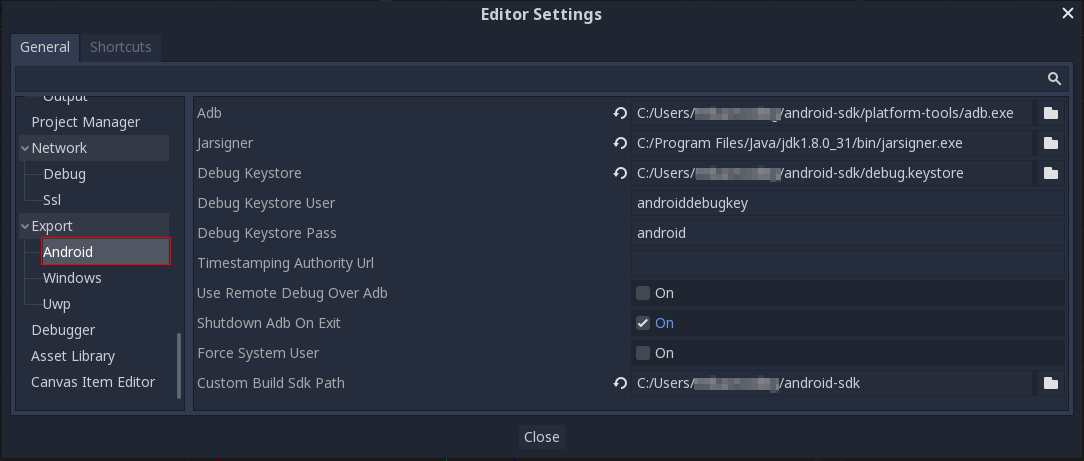 Editor Settings
General
Shortcuts
Output
Project Manager
Network
Debug
Ssl
Export
Android
Windows
Uwp
Debugger
Asset Library
Canvas Item Editor
Adb C:/Users/ /android-sdk/platform-tools/adb.exe
Jarsigner C:/Program Files/Java/jdk1.8.0_31/bin/jarsigner.exe
Debug Keystore C:/Users/ /android-sdk/debug.keystore
Debug Keystore User androiddebugkey
Debug Keystore Pass android
Timestamping Authority Url
Use Remote Debug Over Adb On
Shutdown Adb On Exit On
Force System User On
Custom Build Sdk Path C:/Users/ /android-sdk
Close